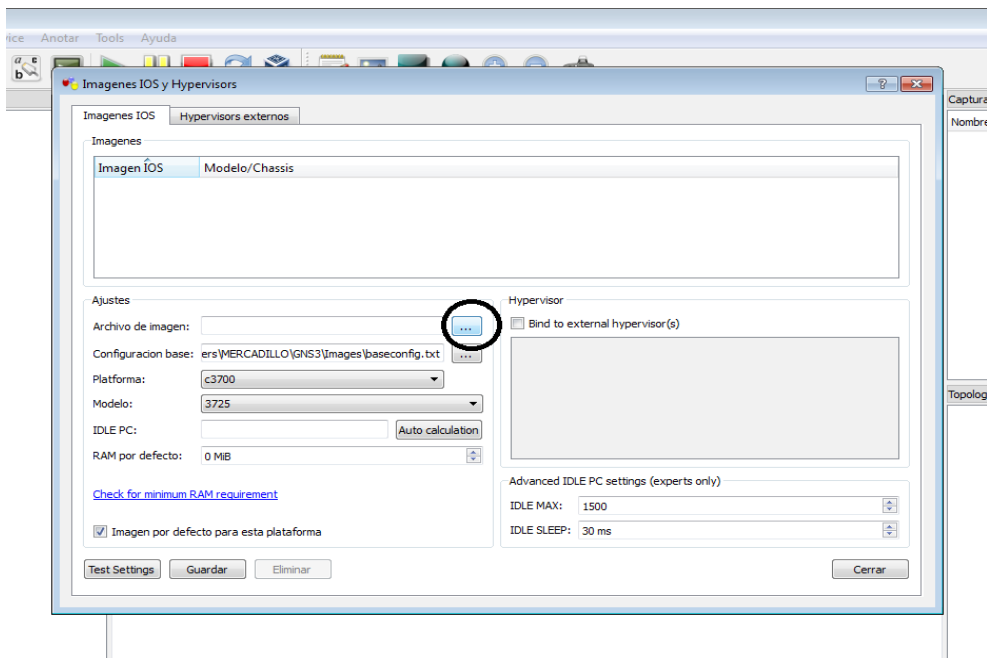 vice Anotar Tools Ayuda
a
b
Imagenes IOS y Hypervisors
Captura
Nombre
Imagenes IOS Hypervisors externos
Imagenes
Imagen IOS Modelo/Chassis
Ajustes
Archivo de imagen: ...
Configuracion base: ers\MERCADILLO\GNS3\Images\baseconfig.txt ...
Platforma: c3700
Modelo: 3725
IDLE PC: Auto calculation
RAM por defecto: 0 MiB
Check for minimum RAM requirement
Imagen por defecto para esta plataforma
Hypervisor
Bind to external hypervisor(s)
Topolog
Advanced IDLE PC settings (experts only)
IDLE MAX: 1500
IDLE SLEEP: 30 ms
Test Settings Guardar Eliminar Cerrar